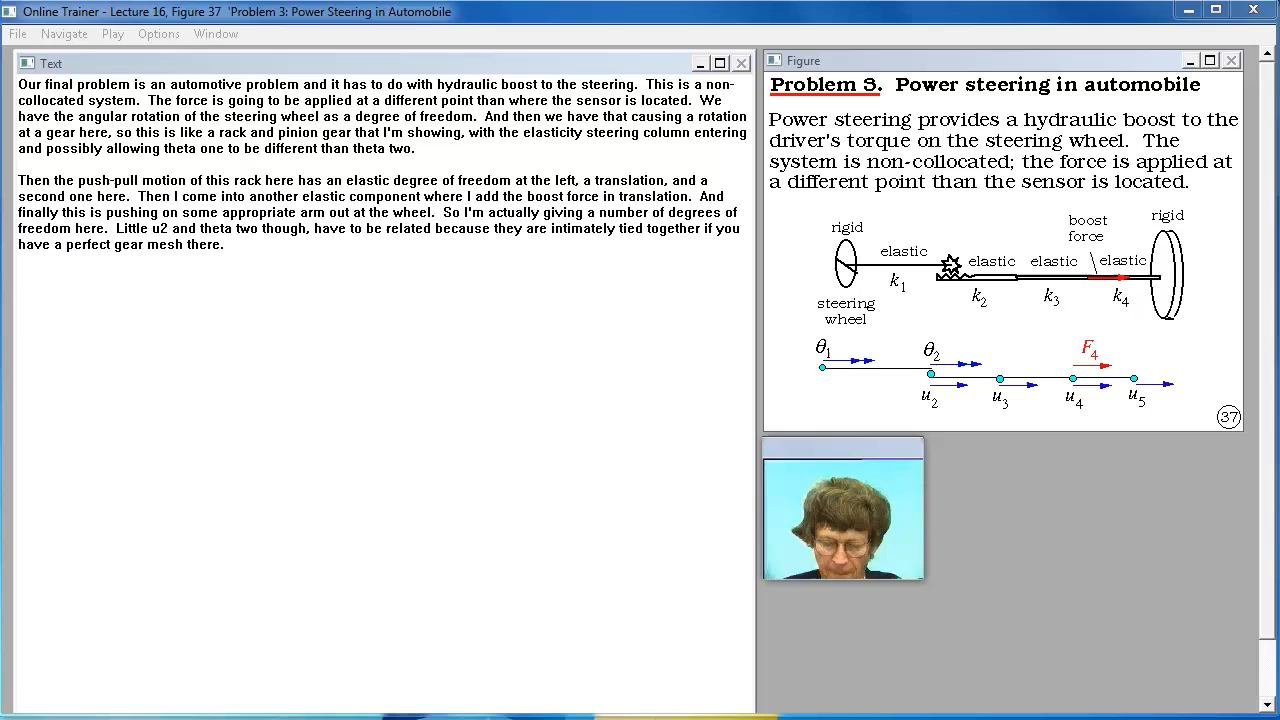 Online Trainer - Lecture 16, Figure 37 'Problem 3: Power Steering in Automobile
File Navigate Play Options Window
Text
Our final problem is an automotive problem and it has to do with hydraulic boost to the steering. This is a non-
collocated system. The force is going to be applied at a different point than where the sensor is located. We
have the angular rotation of the steering wheel as a degree of freedom. And then we have that causing a rotation
at a gear here, so this is like a rack and pinion gear that I'm showing, with the elasticity steering column entering
and possibly allowing theta one to be different than theta two.
Then the push-pull motion of this rack here has an elastic degree of freedom at the left, a translation, and a
second one here. Then I come into another elastic component where I add the boost force in translation. And
finally this is pushing on some appropriate arm out at the wheel. So I'm actually giving a number of degrees of
freedom here. Little u2 and theta two though, have to be related because they are intimately tied together if you
have a perfect gear mesh there.
Figure
Problem 3. Power steering in automobile
Power steering provides a hydraulic boost to the
driver's torque on the steering wheel. The
system is non-collocated; the force is applied at
a different point than the sensor is located.
rigid
elastic
k1
steering
wheel
elastic
k2
elastic
k3
boost
force
elastic
k4
rigid
θ1
θ2
F4
u2
u3
u4
u5
37